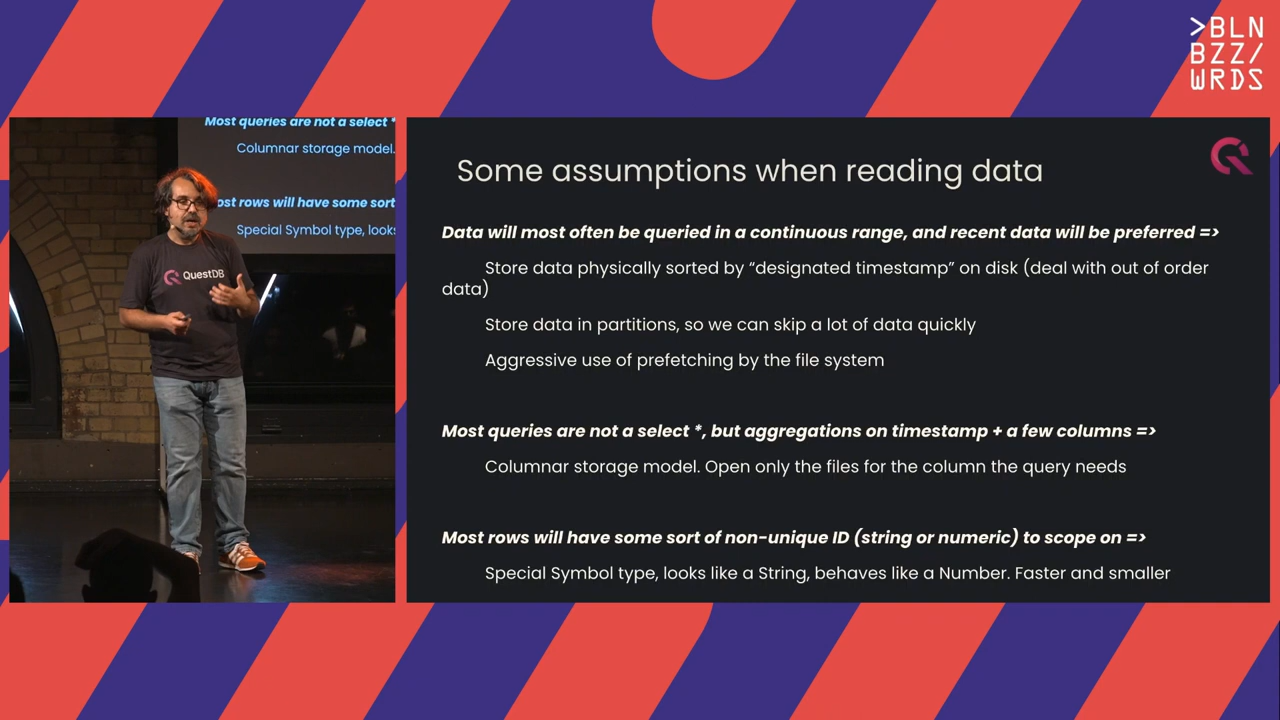 >BLN
BZZ/
WRDS
Most queries are not a select *
Columnar storage model.
ost rows will have some sort
Special Symbol type, looks
QuestDB
Some assumptions when reading data
Data will most often be queried in a continuous range, and recent data will be preferred =>
Store data physically sorted by “designated timestamp” on disk (deal with out of order
data)
Store data in partitions, so we can skip a lot of data quickly
Aggressive use of prefetching by the file system
Most queries are not a select *, but aggregations on timestamp + a few columns =>
Columnar storage model. Open only the files for the column the query needs
Most rows will have some sort of non-unique ID (string or numeric) to scope on =>
Special Symbol type, looks like a String, behaves like a Number. Faster and smaller